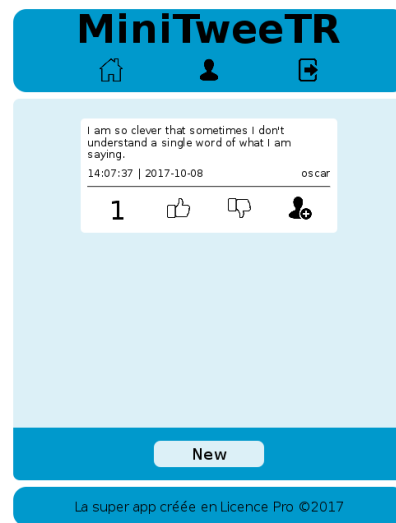 MiniTweeTR
I am so clever that sometimes I don't
understand a single word of what I am
saying.
14:07:37 | 2017-10-08 oscar
1
New
La super app créée en Licence Pro ©2017